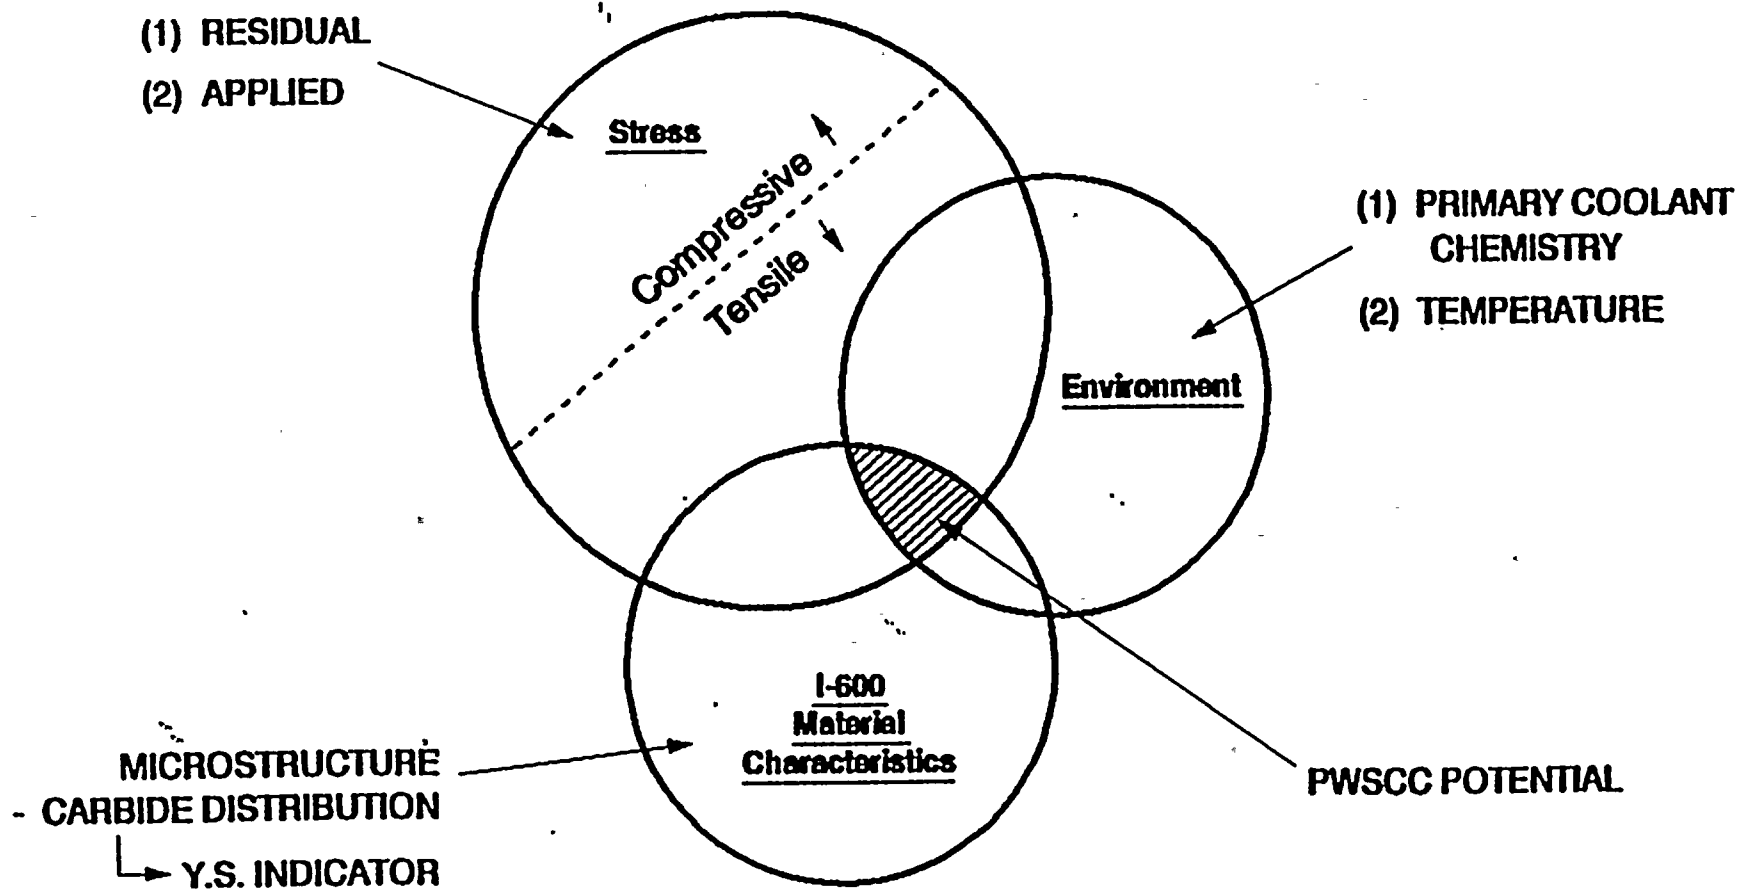 (1) RESIDUAL
(2) APPLIED
Stress
Compressive
Tensile
(1) PRIMARY COOLANT
CHEMISTRY
(2) TEMPERATURE
Environment
I-600
Material
Characteristics
MICROSTRUCTURE
- CARBIDE DISTRIBUTION
Y.S. INDICATOR
PWSCC POTENTIAL